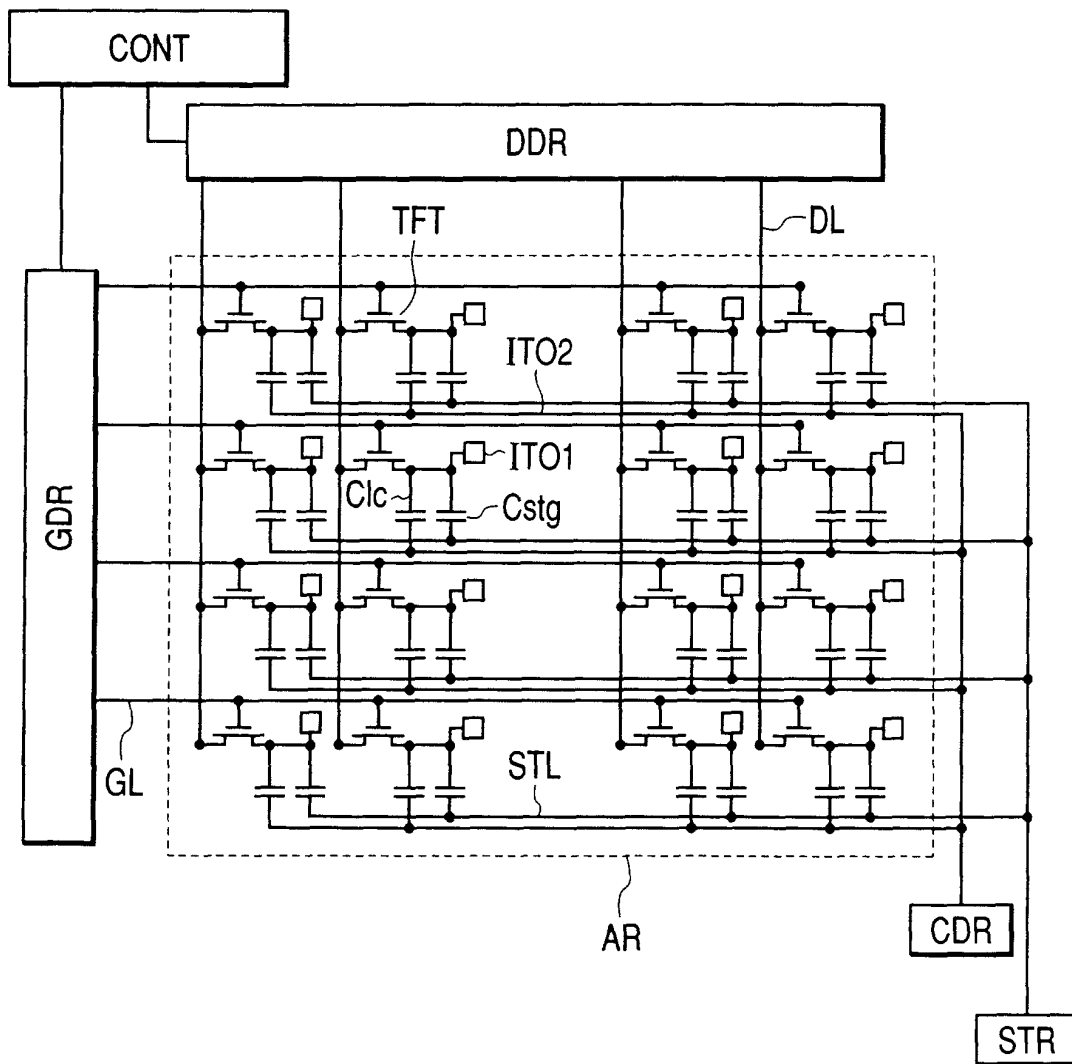 CONT
DDR
TFT
DL
ITO2
ITO1
Clc
Cstg
GDR
GL
STL
AR
CDR
STR